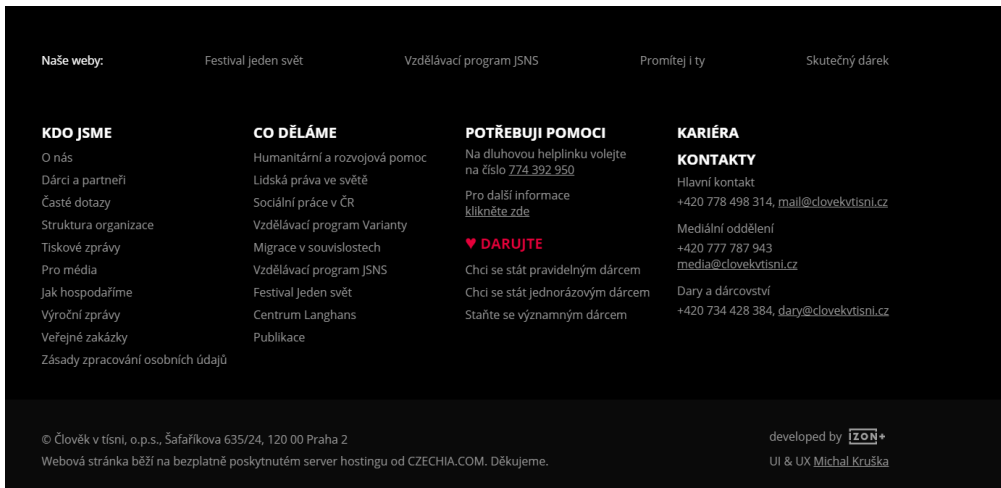 Naše weby: Festival jeden svět Vzdělávací program JSNS Promítej i ty Skutečný dárek
KDO JSME
O nás
Dárci a partneři
Časté dotazy
Struktura organizace
Tiskové zprávy
Pro média
Jak hospodaříme
Výroční zprávy
Veřejné zakázky
Zásady zpracování osobních údajů
CO DĚLÁME
Humanitární a rozvojová pomoc
Lidská práva ve světě
Sociální práce v ČR
Vzdělávací program Varianty
Migrace v souvislostech
Vzdělávací program JSNS
Festival Jeden svět
Centrum Langhans
Publikace
POTŘEBUJI POMOCI
Na dluhovou helplinku volejte
na číslo 774 392 950
Pro další informace
klikněte zde
♥ DARUJTE
Chci se stát pravidelným dárcem
Chci se stát jednorázovým dárcem
Staňte se významným dárcem
KARIÉRA
KONTAKTY
Hlavní kontakt
+420 778 498 314, mail@clovekvtisni.cz
Mediální oddělení
+420 777 787 943
media@clovekvtisni.cz
Dary a dárcovství
+420 734 428 384, dary@clovekvtisni.cz
© Člověk v tísni, o.p.s., Šafaříkova 635/24, 120 00 Praha 2
Webová stránka běží na bezplatně poskytnutém server hostingu od CZECHIA.COM. Děkujeme.
developed by IZON+
UI & UX Michal Kruška